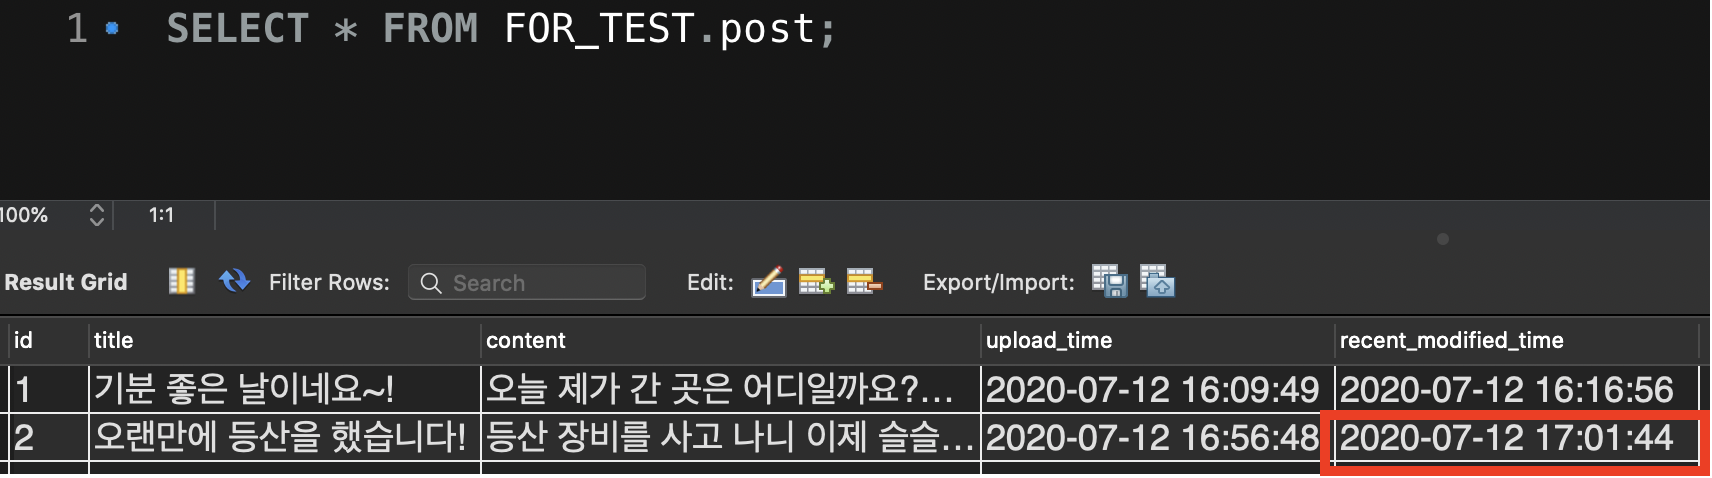 1 SELECT * FROM FOR_TEST.post;
100% 1:1
Result Grid Filter Rows: Search Edit: Export/Import:
id title content upload_time recent_modified_time
1 기분 좋은 날이네요~! 오늘 제가 간 곳은 어디일까요?... 2020-07-12 16:09:49 2020-07-12 16:16:56
2 오랜만에 등산을 했습니다! 등산 장비를 사고 나니 이제 슬슬... 2020-07-12 16:56:48 2020-07-12 17:01:44